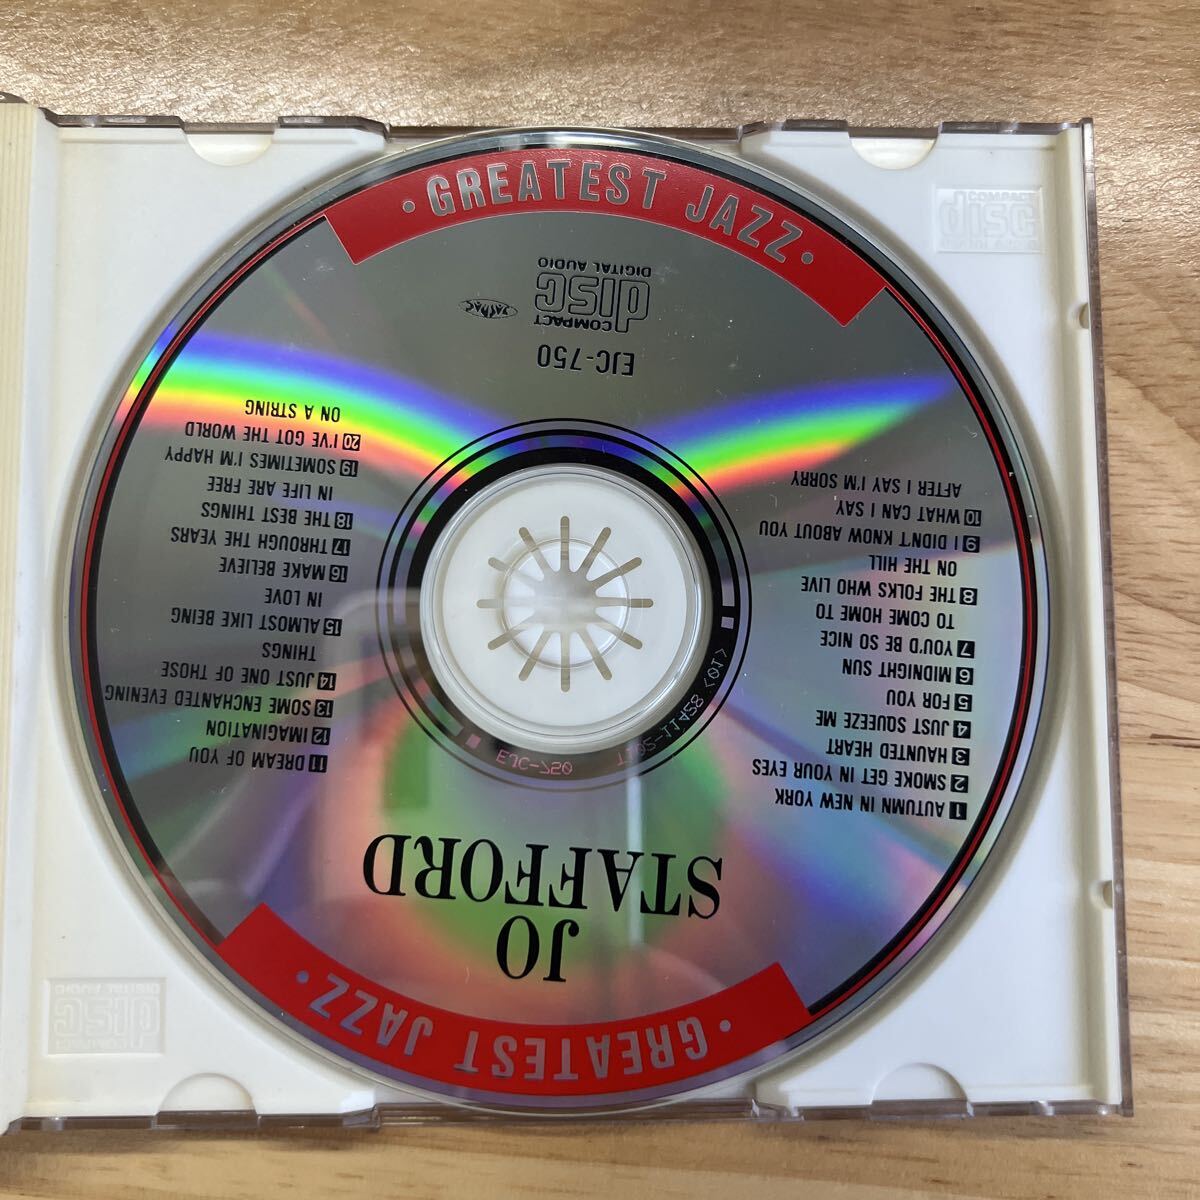 • GREATEST JAZZ •
JO
STAFFORD
1 AUTUMN IN NEW YORK
2 SMOKE GET IN YOUR EYES
3 HAUNTED HEART
4 JUST SQUEEZE ME
5 FOR YOU
6 MIDNIGHT SUN
7 YOU'D BE SO NICE
TO COME HOME TO
8 THE FOLKS WHO LIVE
ON THE HILL
9 I DIDN'T KNOW ABOUT YOU
10 WHAT CAN I SAY
AFTER I SAY I'M SORRY
11 DREAM OF YOU
12 IMAGINATION
13 SOME ENCHANTED EVENING
14 JUST ONE OF THOSE
THINGS
15 ALMOST LIKE BEING
IN LOVE
16 MAKE BELIEVE
17 THROUGH THE YEARS
18 THE BEST THINGS
IN LIFE ARE FREE
19 SOMETIMES I'M HAPPY
20 I'VE GOT THE WORLD
ON A STRING
EJC-750
COMPACT
disc
DIGITAL AUDIO
JASRAC
• GREATEST JAZZ •
EJC-750
COMPACT
disc
DIGITAL AUDIO
COMPACT
disc
DIGITAL AUDIO